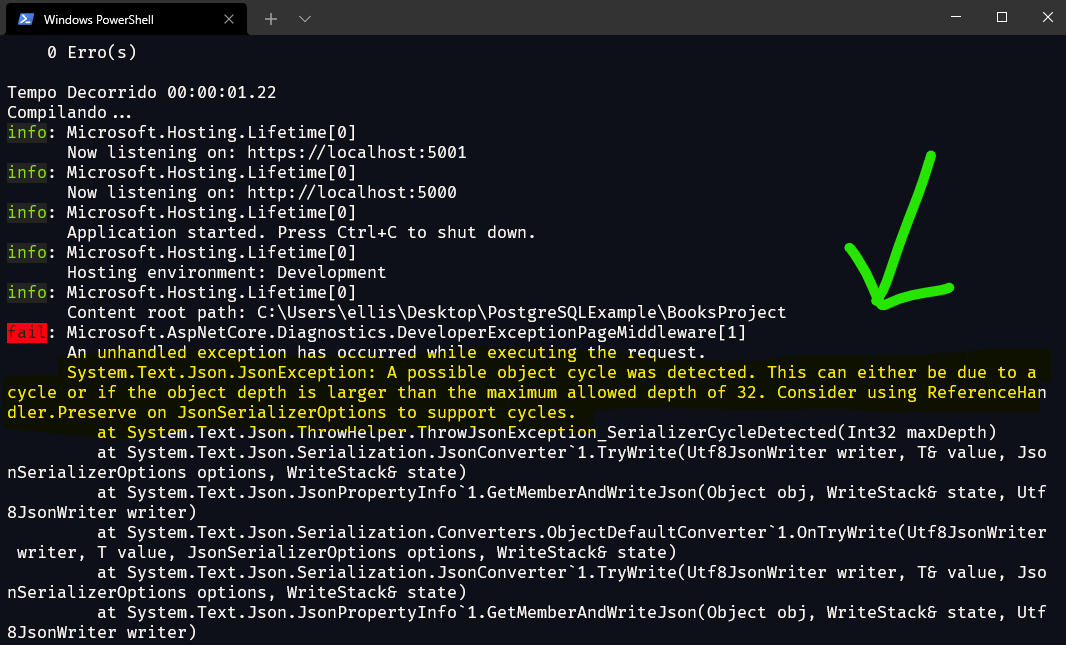 Windows PowerShell
0 Erro(s)
Tempo Decorrido 00:00:01.22
Compilando...
info: Microsoft.Hosting.Lifetime[0]
Now listening on: https://localhost:5001
info: Microsoft.Hosting.Lifetime[0]
Now listening on: http://localhost:5000
info: Microsoft.Hosting.Lifetime[0]
Application started. Press Ctrl+C to shut down.
info: Microsoft.Hosting.Lifetime[0]
Hosting environment: Development
info: Microsoft.Hosting.Lifetime[0]
Content root path: C:\Users\ellis\Desktop\PostgreSQLExample\BooksProject
fail: Microsoft.AspNetCore.Diagnostics.DeveloperExceptionPageMiddleware[1]
An unhandled exception has occurred while executing the request.
System.Text.Json.JsonException: A possible object cycle was detected. This can either be due to a
cycle or if the object depth is larger than the maximum allowed depth of 32. Consider using ReferenceHan
dler.Preserve on JsonSerializerOptions to support cycles.
at System.Text.Json.ThrowHelper.ThrowJsonException_SerializerCycleDetected(Int32 maxDepth)
at System.Text.Json.Serialization.JsonConverter`1.TryWrite(Utf8JsonWriter writer, T& value, Jso
nSerializerOptions options, WriteStack& state)
at System.Text.Json.JsonPropertyInfo`1.GetMemberAndWriteJson(Object obj, WriteStack& state, Utf
8JsonWriter writer)
at System.Text.Json.Serialization.Converters.ObjectDefaultConverter`1.OnTryWrite(Utf8JsonWriter
writer, T value, JsonSerializerOptions options, WriteStack& state)
at System.Text.Json.Serialization.JsonConverter`1.TryWrite(Utf8JsonWriter writer, T& value, Jso
nSerializerOptions options, WriteStack& state)
at System.Text.Json.JsonPropertyInfo`1.GetMemberAndWriteJson(Object obj, WriteStack& state, Utf
8JsonWriter writer)